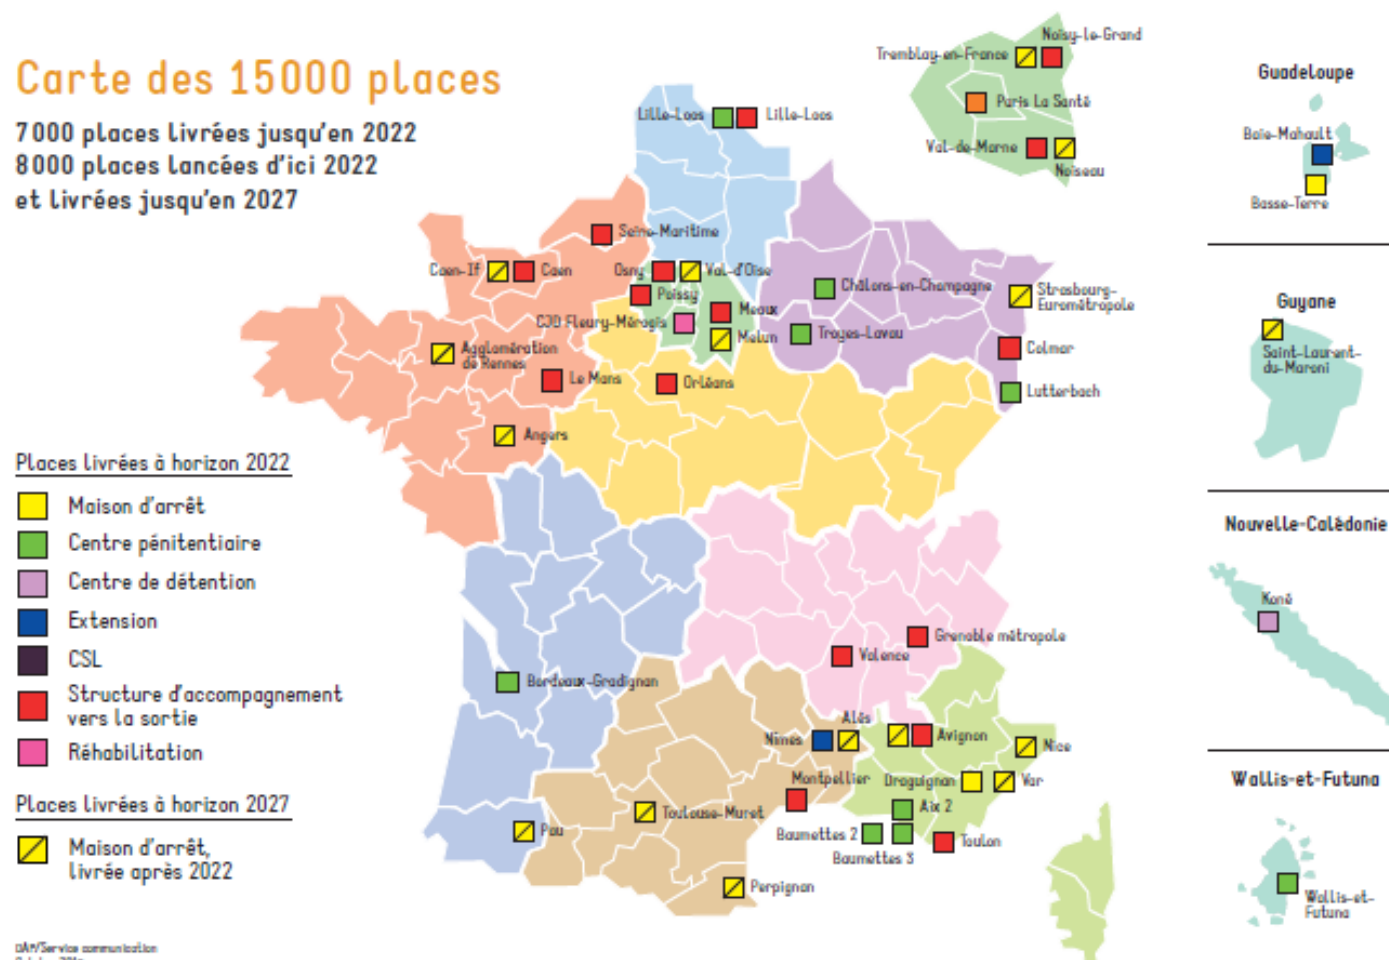 Carte des 15000 places
7000 places livrées jusqu'en 2022
8000 places lancées d'ici 2022
et livrées jusqu'en 2027
Noisy-le-Grand
Tremblay-en-France
Paris La Santé
Val-de-Marne
Noiseau
Lille-Loos
Lille-Loos
Seine-Maritime
Caen-If
Caen
Osny
Val-d'Oise
Poissy
Meaux
CJD Fleury-Mérogis
Melun
Châlons-en-Champagne
Troyes-Lavau
Strasbourg-
Eurométropole
Colmar
Lutterbach
Agglomération
de Rennes
Le Mans
Orléans
Angers
Places livrées à horizon 2022
Maison d'arrêt
Centre pénitentiaire
Centre de détention
Extension
CSL
Structure d'accompagnement
vers la sortie
Réhabilitation
Places livrées à horizon 2027
Maison d'arrêt,
livrée après 2022
Grenoble métropole
Valence
Bordeaux-Gradignan
Alès
Nîmes
Avignon
Nice
Montpellier
Draguignan
Var
Aix 2
Toulouse-Muret
Baumettes 2
Baumettes 3
Toulon
Pau
Perpignan
Guadeloupe
Baie-Mahault
Basse-Terre
Guyane
Saint-Laurent-
du-Maroni
Nouvelle-Calédonie
Koné
Wallis-et-Futuna
Wallis-et-
Futuna
/Service communication